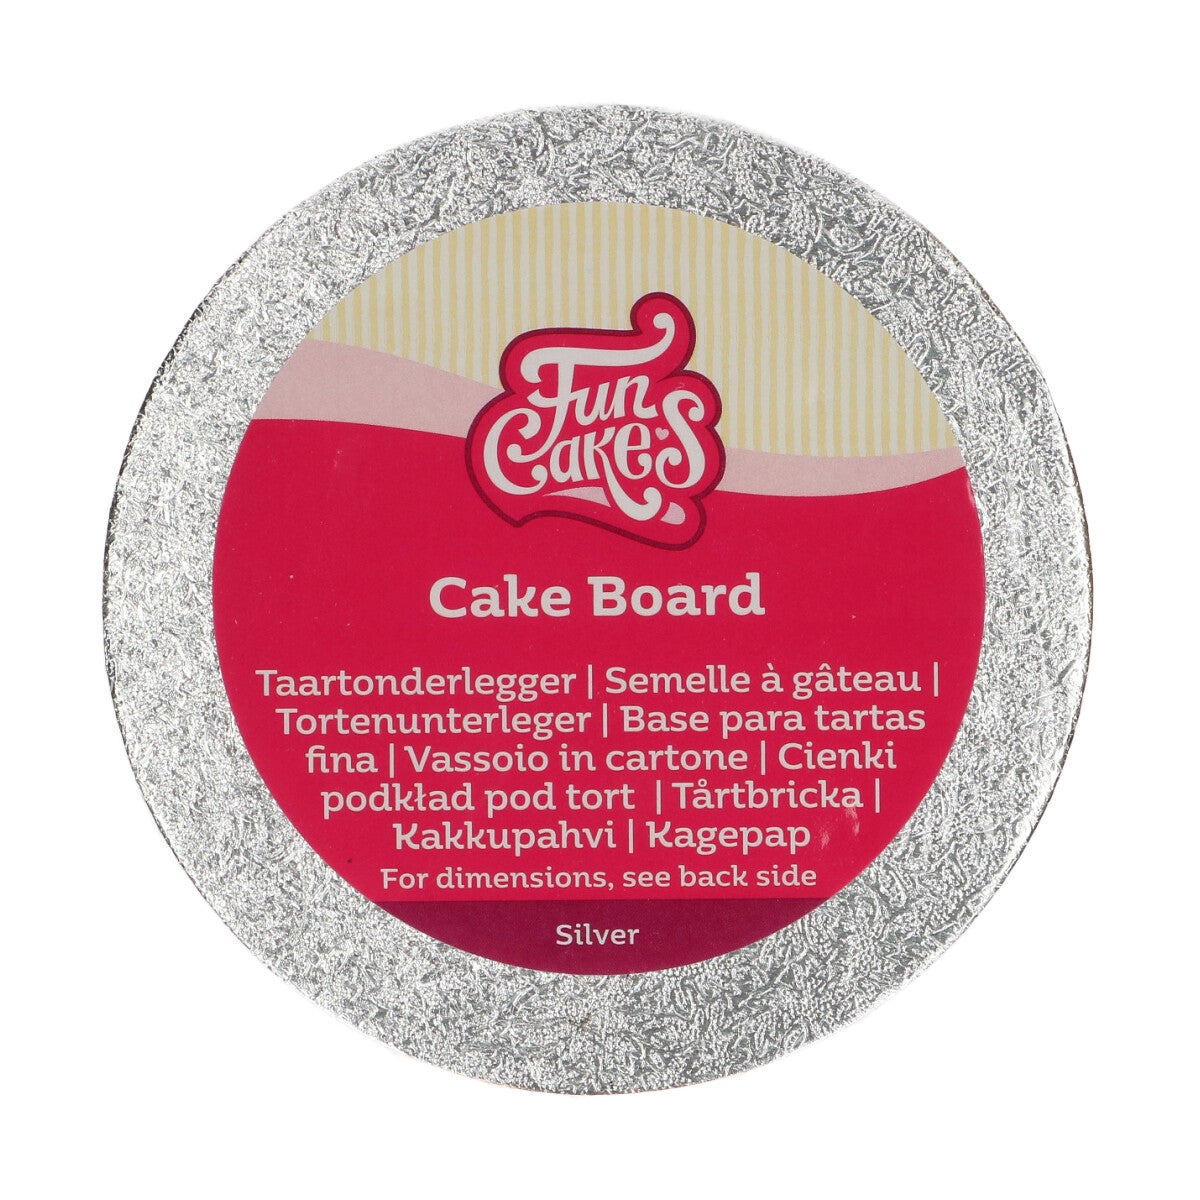 Fun
Cakes
Cake Board
Taartonderlegger | Semelle à gâteau |
Tortenunterleger | Base para tartas
fina | Vassoio in cartone | Cienki
podkład pod tort | Tårtbricka |
Kakkupahvi | Kagepap
For dimensions, see back side
Silver